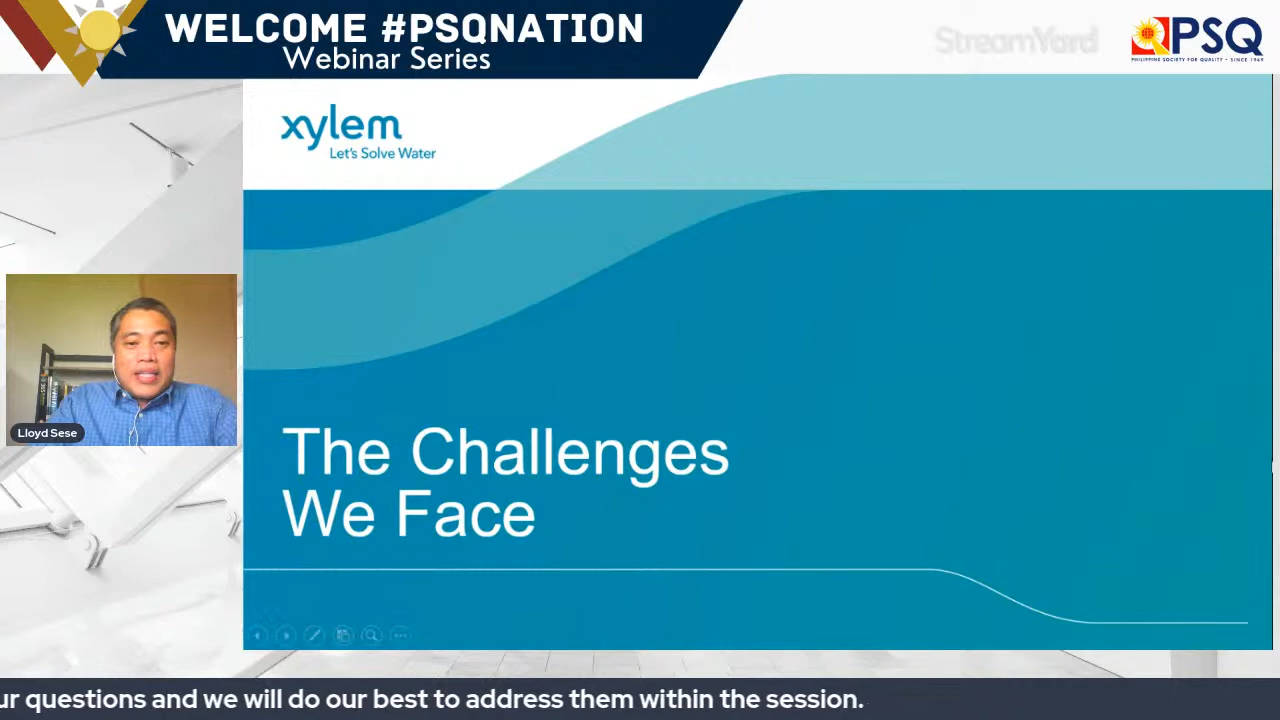 WELCOME #PSQNATION
Webinar Series
StreamYard
PSQ
PHILIPPINE SOCIETY FOR QUALITY • SINCE 1969
xylem
Let's Solve Water
Lloyd Sese
The Challenges
We Face
ur questions and we will do our best to address them within the session.